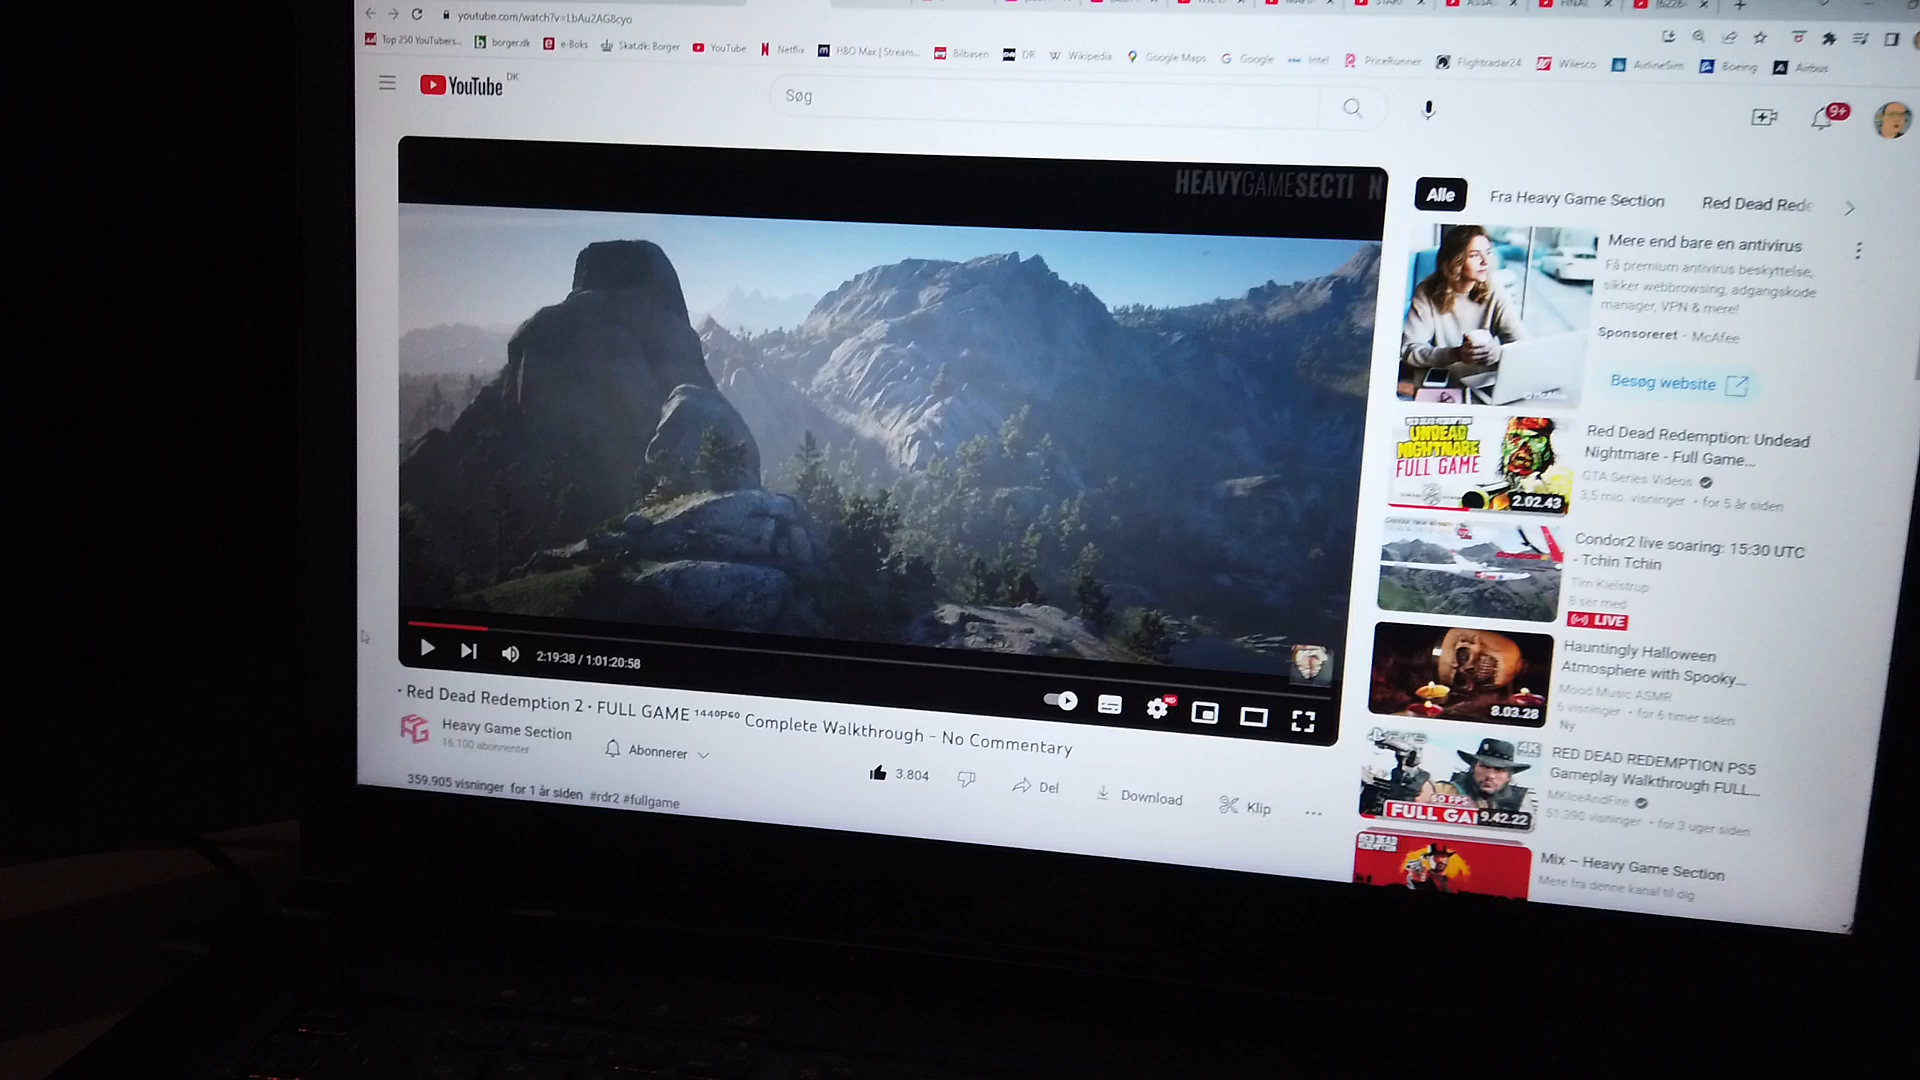 youtube.com/watch?v=LbAu2AG8cyo
Top 250 YouTubers... borger.dk e-Boks Skat.dk: Borger YouTube Netflix HBO Max | Stream... Bilbasen DR Wikipedia Google Maps Google Intel PriceRunner Flightradar24 Wilesco AirlineSim Boeing Airbus
YouTube DK
Søg
9+
HEAVYGAMESECTI N
Alle Fra Heavy Game Section Red Dead Rede
Mere end bare en antivirus
Få premium antivirus beskyttelse,
sikker webbrowsing, adgangskode
manager, VPN & mere!
Sponsoreret · McAfee
Besøg website
UNDEAD
NIGHTMARE
FULL GAME
2.02.43
Red Dead Redemption: Undead
Nightmare - Full Game...
GTA Series Videos
3,5 mio. visninger · for 5 år siden
Condor2 live soaring: 15:30 UTC
- Tchin Tchin
Tim Kielstrup
8 ser med
LIVE
8.03.28
Hauntingly Halloween
Atmosphere with Spooky...
Mood Music ASMR
6 visninger · for 6 timer siden
Ny
4K
60 FPS
FULL GA
9.42.22
RED DEAD REDEMPTION PS5
Gameplay Walkthrough FULL...
MKIceAndFire
51.390 visninger · for 3 uger siden
Mix – Heavy Game Section
Mere fra denne kanal til dig
2:19:38 / 1:01:20:58
HD
· Red Dead Redemption 2 · FULL GAME 1440P60 Complete Walkthrough – No Commentary
Heavy Game Section
16.100 abonnenter
Abonnerer
3.804 Del Download Klip ...
359.905 visninger for 1 år siden #rdr2 #fullgame